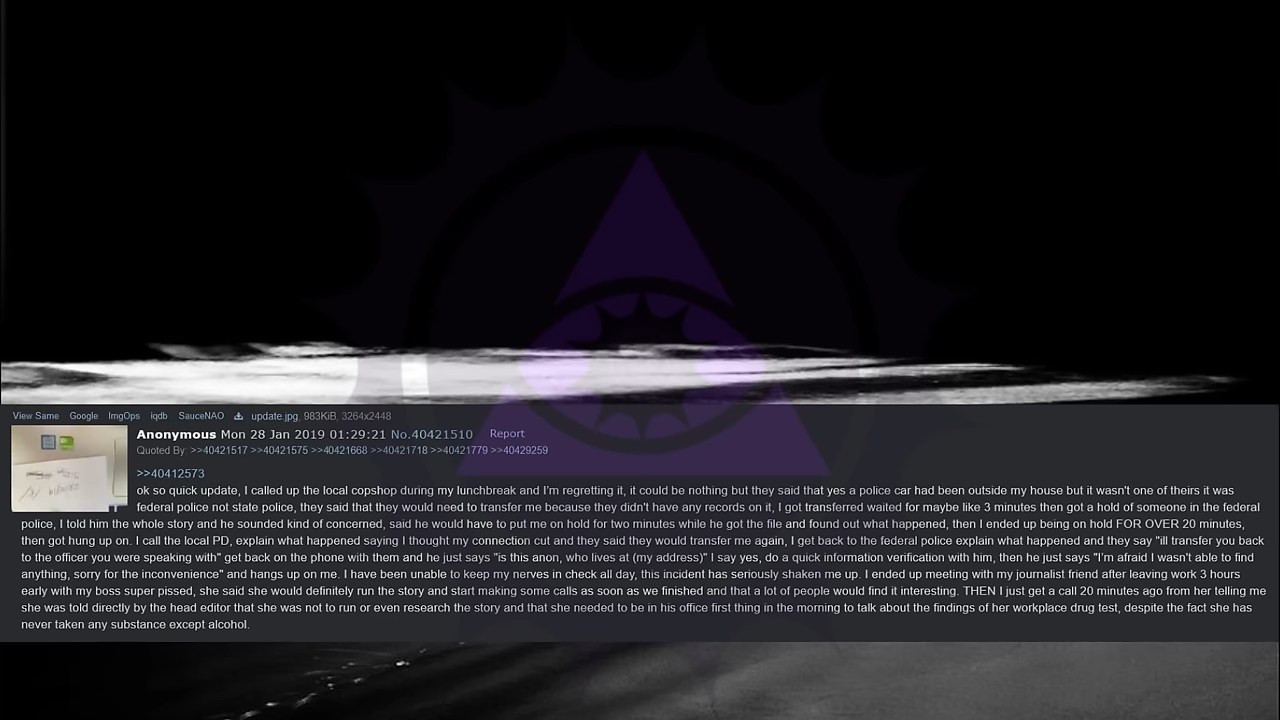 View Same Google ImgOps iqdb SauceNAO update.jpg, 983KiB, 3264x2448
Anonymous Mon 28 Jan 2019 01:29:21 No.40421510 Report
Quoted By: >>40421517 >>40421575 >>40421668 >>40421718 >>40421779 >>40429259
>>40412573
ok so quick update, I called up the local copshop during my lunchbreak and I'm regretting it, it could be nothing but they said that yes a police car had been outside my house but it wasn't one of theirs it was
federal police not state police, they said that they would need to transfer me because they didn't have any records on it, I got transferred waited for maybe like 3 minutes then got a hold of someone in the federal
police, I told him the whole story and he sounded kind of concerned, said he would have to put me on hold for two minutes while he got the file and found out what happened, then I ended up being on hold FOR OVER 20 minutes,
then got hung up on. I call the local PD, explain what happened saying I thought my connection cut and they said they would transfer me again, I get back to the federal police explain what happened and they say "ill transfer you back
to the officer you were speaking with" get back on the phone with them and he just says "is this anon, who lives at (my address)" I say yes, do a quick information verification with him, then he just says "I'm afraid I wasn't able to find
anything, sorry for the inconvenience" and hangs up on me. I have been unable to keep my nerves in check all day, this incident has seriously shaken me up. I ended up meeting with my journalist friend after leaving work 3 hours
early with my boss super pissed, she said she would definitely run the story and start making some calls as soon as we finished and that a lot of people would find it interesting. THEN I just get a call 20 minutes ago from her telling me
she was told directly by the head editor that she was not to run or even research the story and that she needed to be in his office first thing in the morning to talk about the findings of her workplace drug test, despite the fact she has
never taken any substance except alcohol.